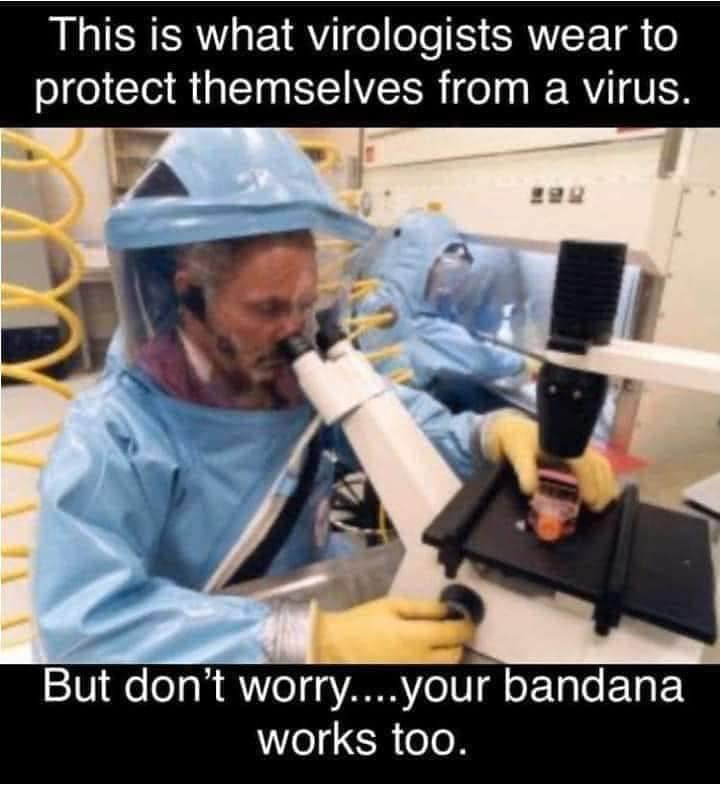 This is what virologists wear to
protect themselves from a virus.
But don't worry....your bandana
works too.